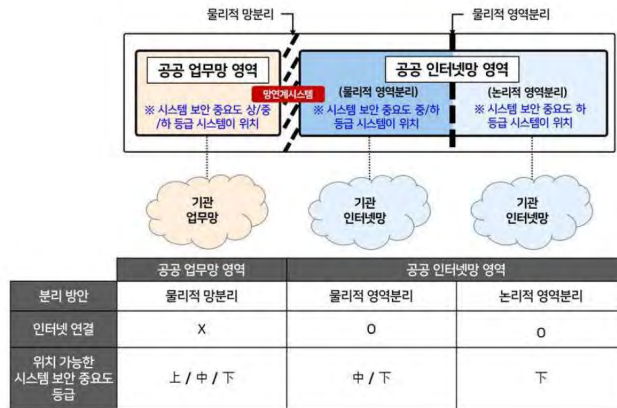 물리적 망분리
물리적 영역분리
공공 업무망 영역
공공 인터넷망 영역
망연계시스템
(물리적 영역분리)
(논리적 영역분리)
※ 시스템 보안 중요도 상/중
/하 등급 시스템이 위치
※ 시스템 보안 중요도 중/하
등급 시스템이 위치
※ 시스템 보안 중요도 하
등급 시스템이 위치
기관
업무망
기관
인터넷망
기관
인터넷망
공공 업무망 영역
공공 인터넷망 영역
분리 방안
물리적 망분리
물리적 영역분리
논리적 영역분리
인터넷 연결
X
O
O
위치 가능한
시스템 보안 중요도
등급
上 / 中 / 下
中 / 下
下